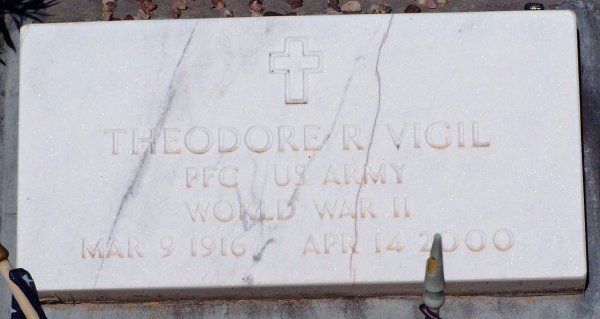 THEODORE R VIGIL
PFC US ARMY
WORLD WAR II
MAR 9 1916 APR 14 2000